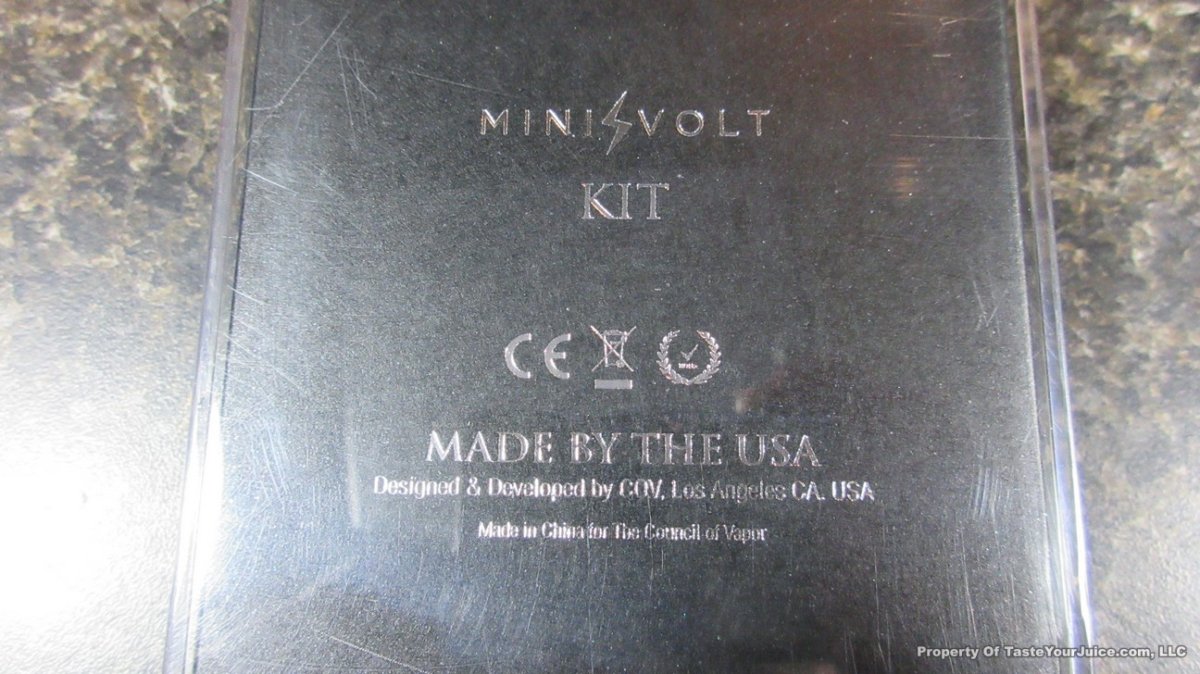 MINI VOLT
KIT
CE
MADE BY THE USA
Designed & Developed by COV, Los Angeles CA. USA
Made in China for The Council of Vapor
Property Of TasteYourJuice.com, LLC